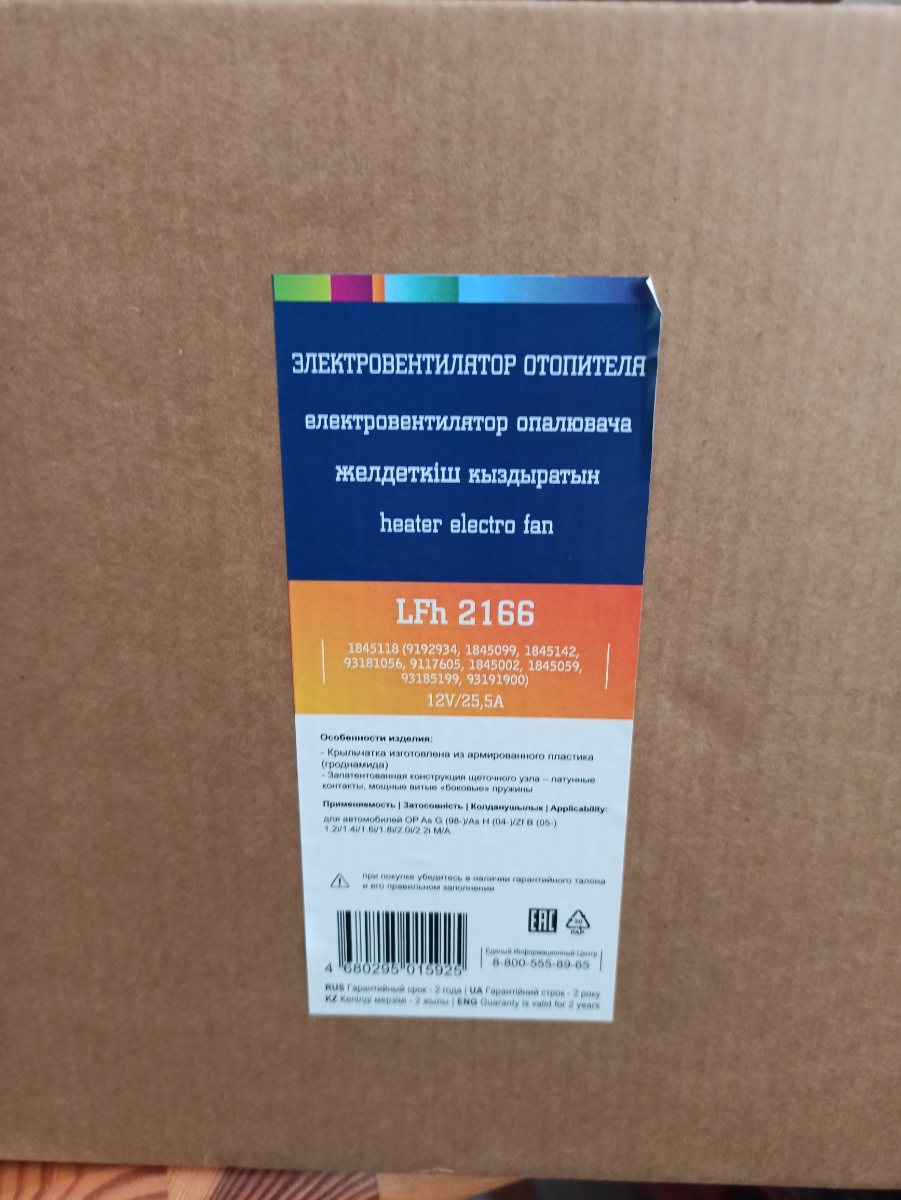 ЭЛЕКТРОВЕНТИЛЯТОР ОТОПИТЕЛЯ
електровентилятор опалювача
желдеткіш кыздыратын
heater electro fan
LFh 2166
1845118 (9192934, 1845099, 1845142,
93181056, 9117605, 1845002, 1845059,
93185199, 93191900)
12V/25,5A
Особенности изделия:
- Крыльчатка изготовлена из армированного пластика
(гроднамида)
- Запатентованная конструкция щеточного узла – латунные
контакты, мощные витые «боковые» пружины
Применяемость | Затосовність | Колданушылык | Applicability:
для автомобилей OP As G (98-)/As H (04-)/Zf B (05-)
1.2i/1.4i/1.6i/1.8i/2.0i/2.2i M/A
при покупке убедитесь в наличии гарантийного талона
и его правильном заполнении
EAC
20
PAP
Единый Информационный Центр
8-800-555-89-65
4 680295 015925
RUS Гарантийный срок - 2 года | UA Гарантійний строк - 2 року
KZ Кепілді мерзімі - 2 жылы | ENG Guaranty is valid for 2 years